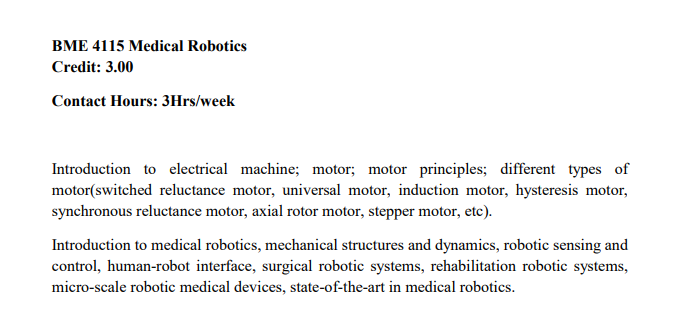 BME 4115 Medical Robotics
Credit: 3.00
Contact Hours: 3Hrs/week
Introduction to electrical machine; motor; motor principles; different types of
motor(switched reluctance motor, universal motor, induction motor, hysteresis motor,
synchronous reluctance motor, axial rotor motor, stepper motor, etc).
Introduction to medical robotics, mechanical structures and dynamics, robotic sensing and
control, human-robot interface, surgical robotic systems, rehabilitation robotic systems,
micro-scale robotic medical devices, state-of-the-art in medical robotics.